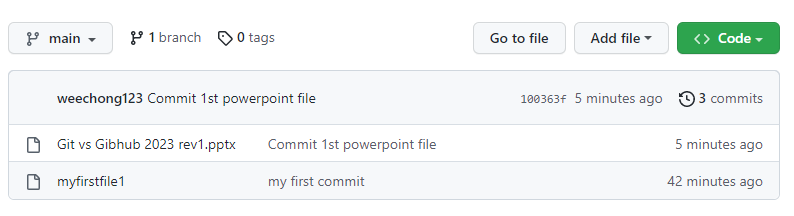 main 1 branch 0 tags Go to file Add file <> Code
weechong123 Commit 1st powerpoint file 100363f 5 minutes ago 3 commits
Git vs Gibhub 2023 rev1.pptx Commit 1st powerpoint file 5 minutes ago
myfirstfile1 my first commit 42 minutes ago